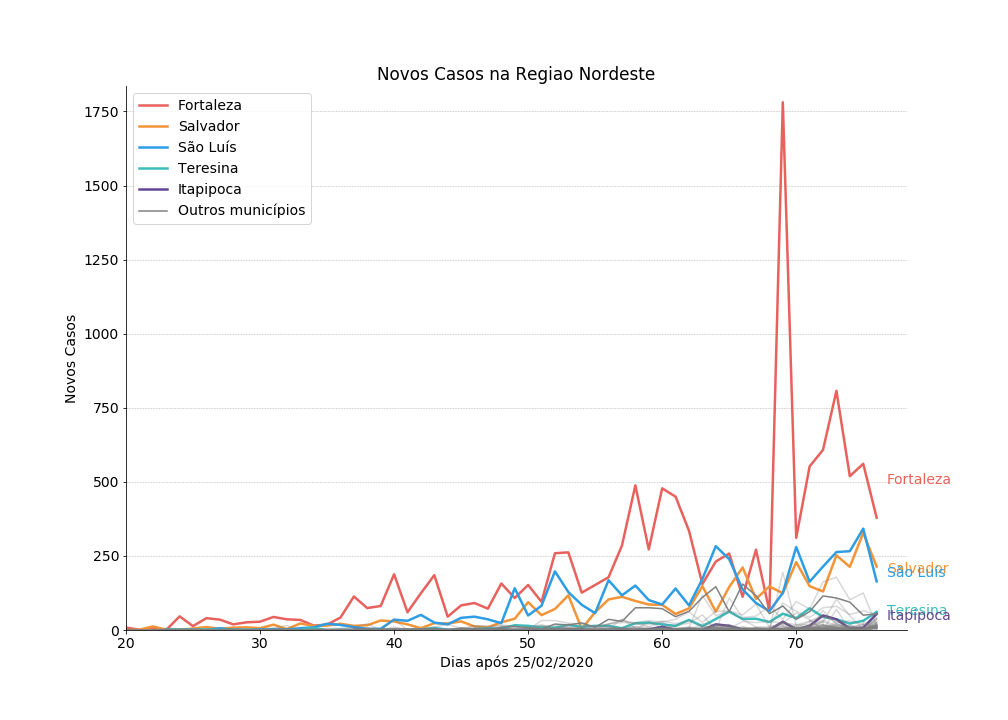 Novos Casos na Regiao Nordeste
Fortaleza
Salvador
São Luís
Teresina
Itapipoca
Outros municípios
1750
1500
1250
1000
750
500
250
0
Novos Casos
Fortaleza
Salvador
São Luís
Teresina
Itapipoca
20
30
40
50
60
70
Dias após 25/02/2020